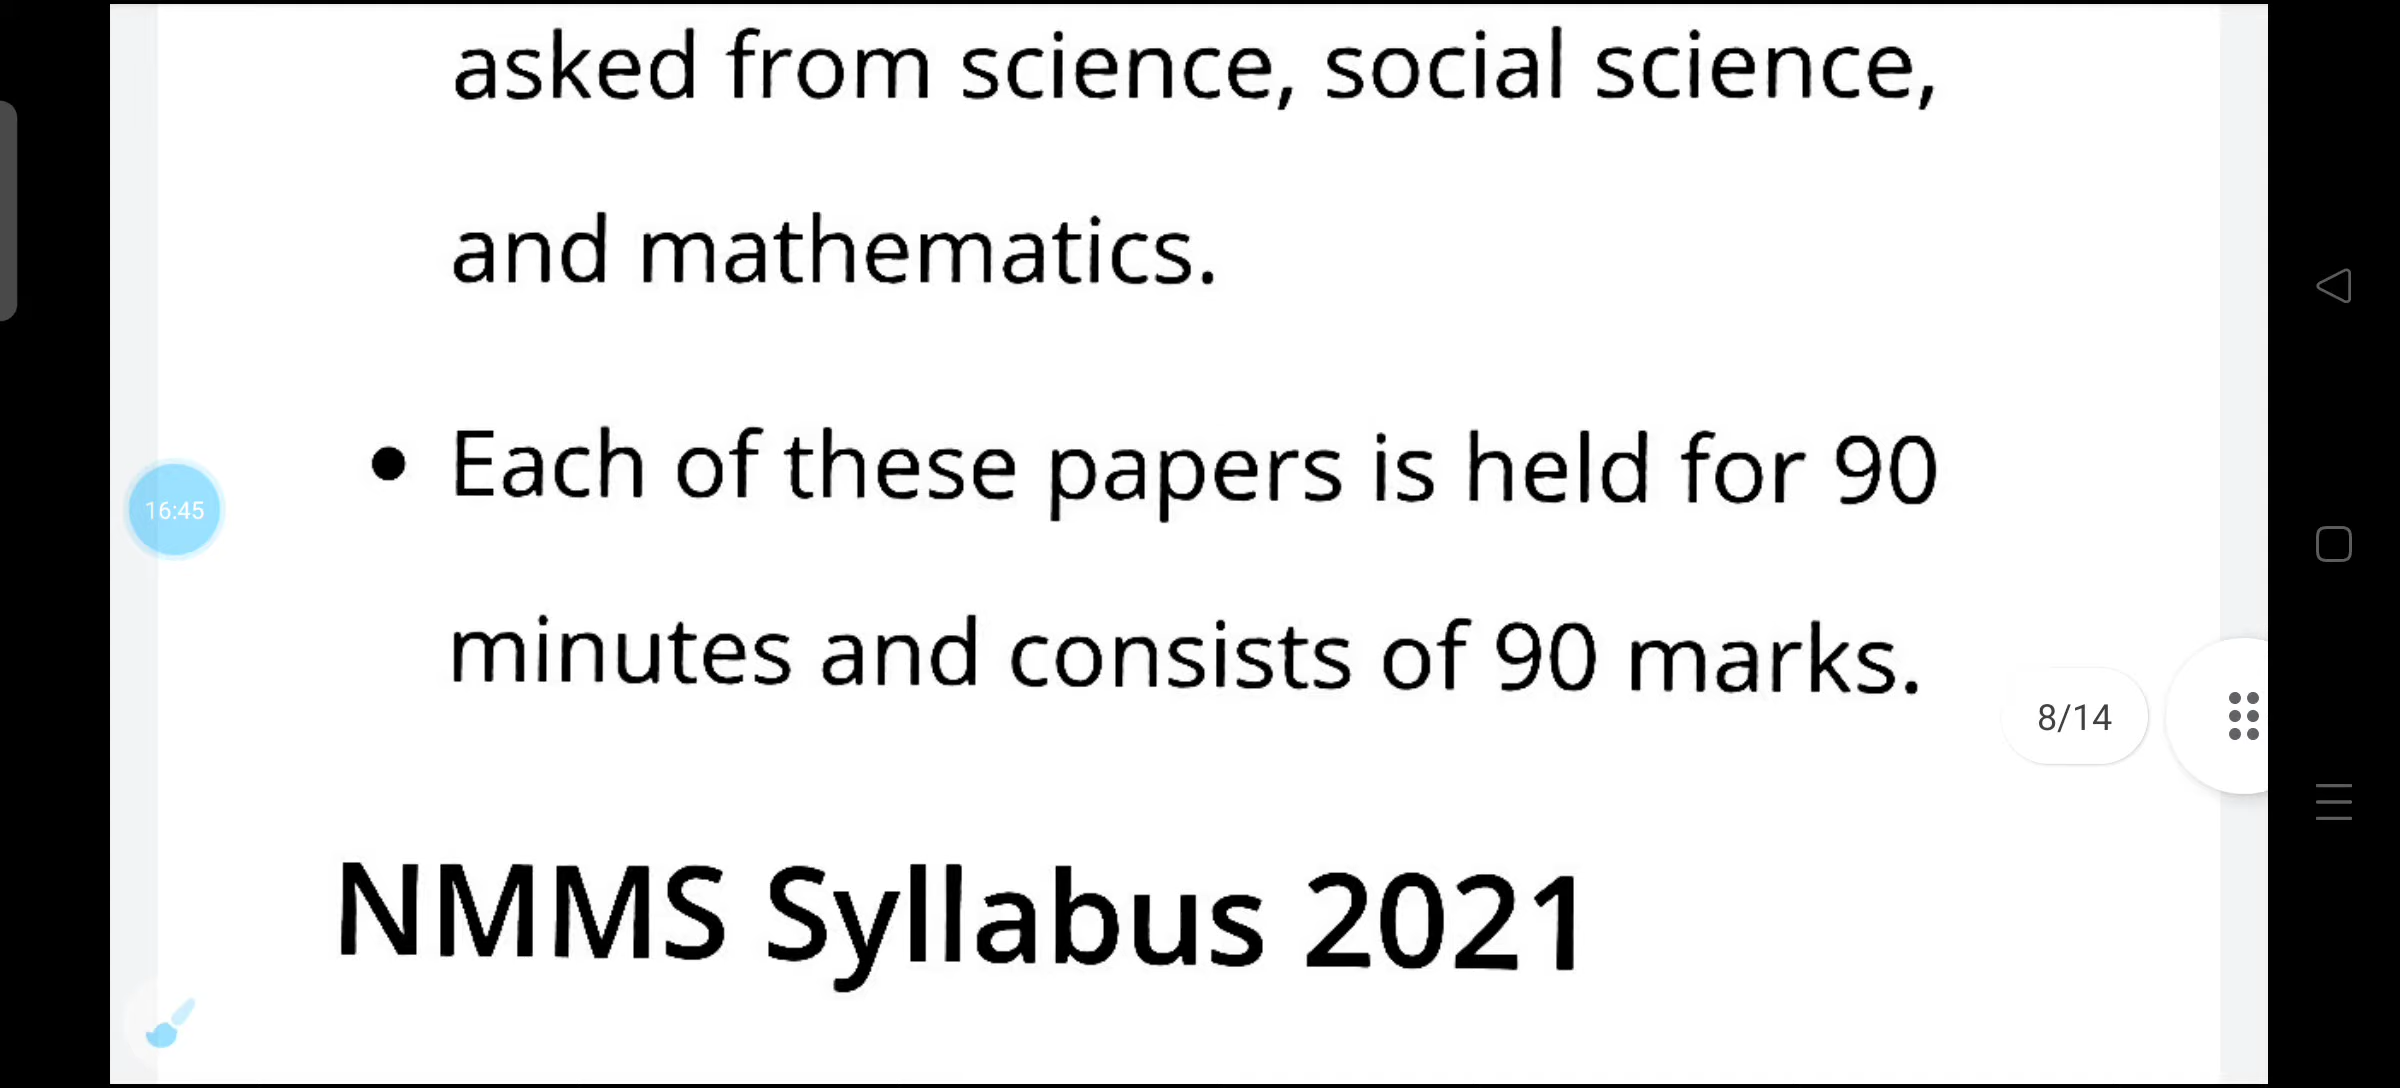 asked from science, social science,
and mathematics.
• Each of these papers is held for 90
minutes and consists of 90 marks.
16:45
8/14
NMMS Syllabus 2021